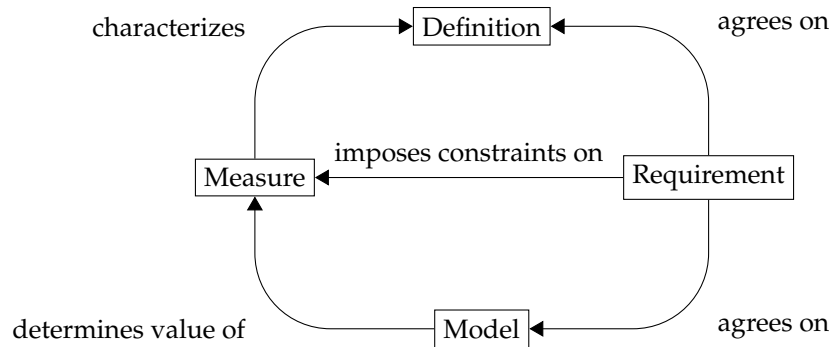 characterizes
Definition
agrees on
imposes constraints on
Measure
Requirement
determines value of
Model
agrees on